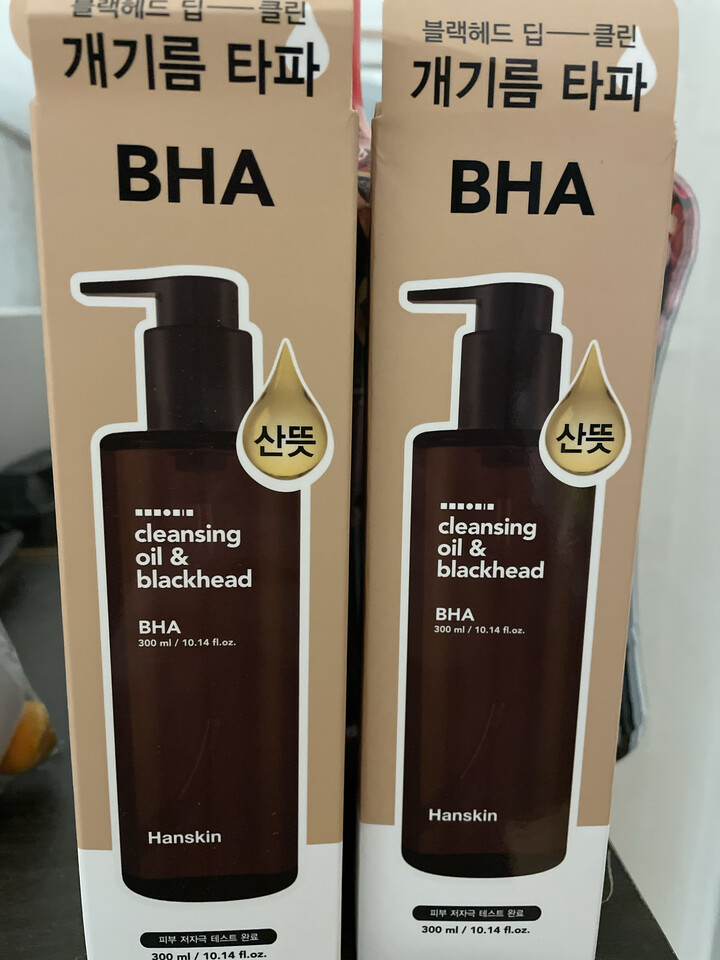 블랙헤드 딥——클린
개기름 타파
BHA
산뜻
cleansing
oil &
blackhead
BHA
300 ml / 10.14 fl.oz.
Hanskin
피부 저자극 테스트 완료
300 ml / 10.14 fl.oz.
블랙헤드 딥——클린
개기름 타파
BHA
산뜻
cleansing
oil &
blackhead
BHA
300 ml / 10.14 fl.oz.
Hanskin
피부 저자극 테스트 완료
300 ml / 10.14 fl.oz.